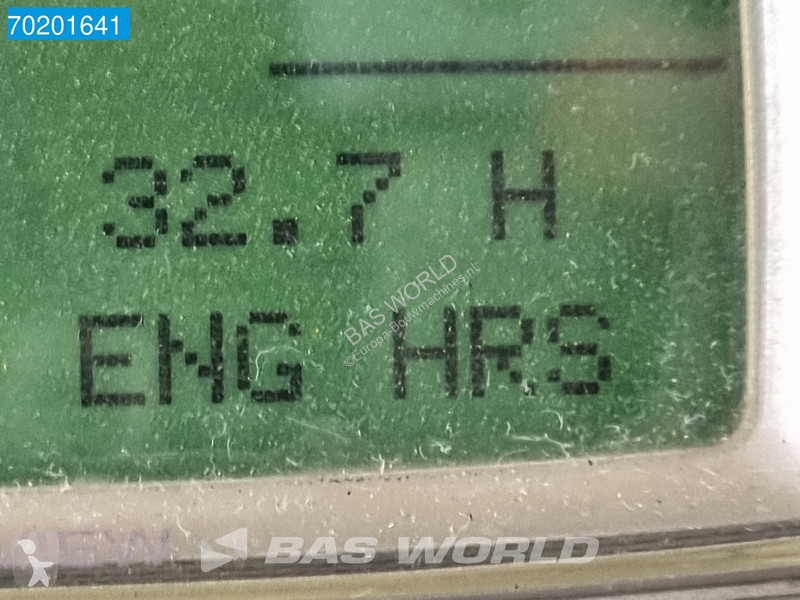 70201641
32.7 H
ENG HRS
BAS WORLD
©Europa-Bouwmachines.nl
BAS WORLD